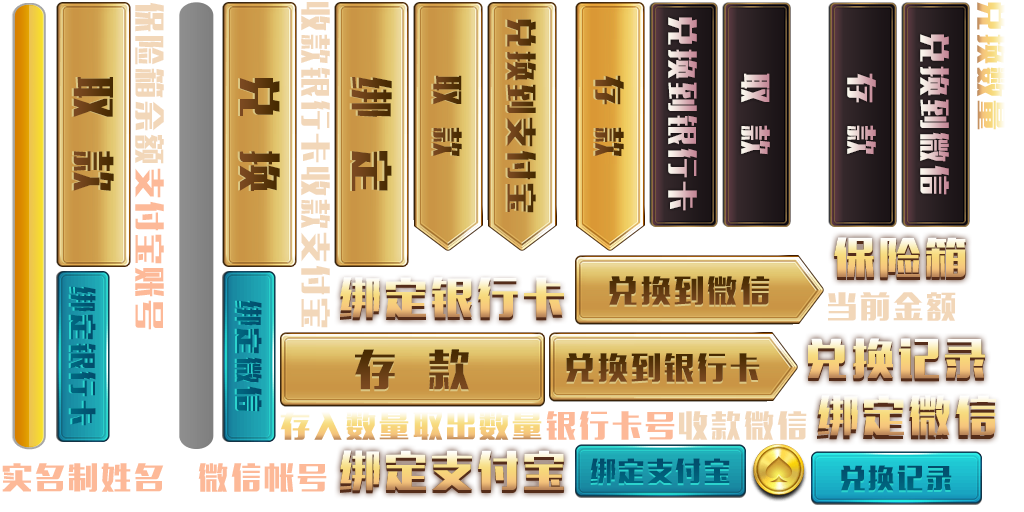 取款
保险箱余额
支付宝账号
兑换
收款银行卡
收款支付宝
绑定
取款
兑换到支付宝
存款
兑换到银行卡
取款
存款
兑换到微信
兑换数量
绑定银行卡
绑定微信
保险箱
绑定银行卡
兑换到微信
当前金额
存款
兑换到银行卡
兑换记录
存入数量
取出数量
银行卡号
收款微信
绑定微信
实名制姓名
微信帐号
绑定支付宝
绑定支付宝
兑换记录